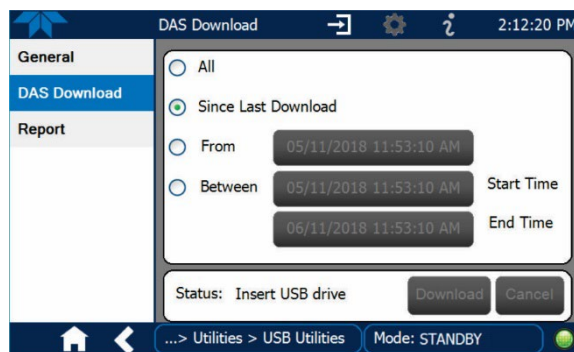 DAS Download
2:12:20 PM
General
DAS Download
Report
All
Since Last Download
From
05/11/2018 11:53:10 AM
Between
05/11/2018 11:53:10 AM
Start Time
06/11/2018 11:53:10 AM
End Time
Status: Insert USB drive
Download
Cancel
...> Utilities > USB Utilities
Mode: STANDBY